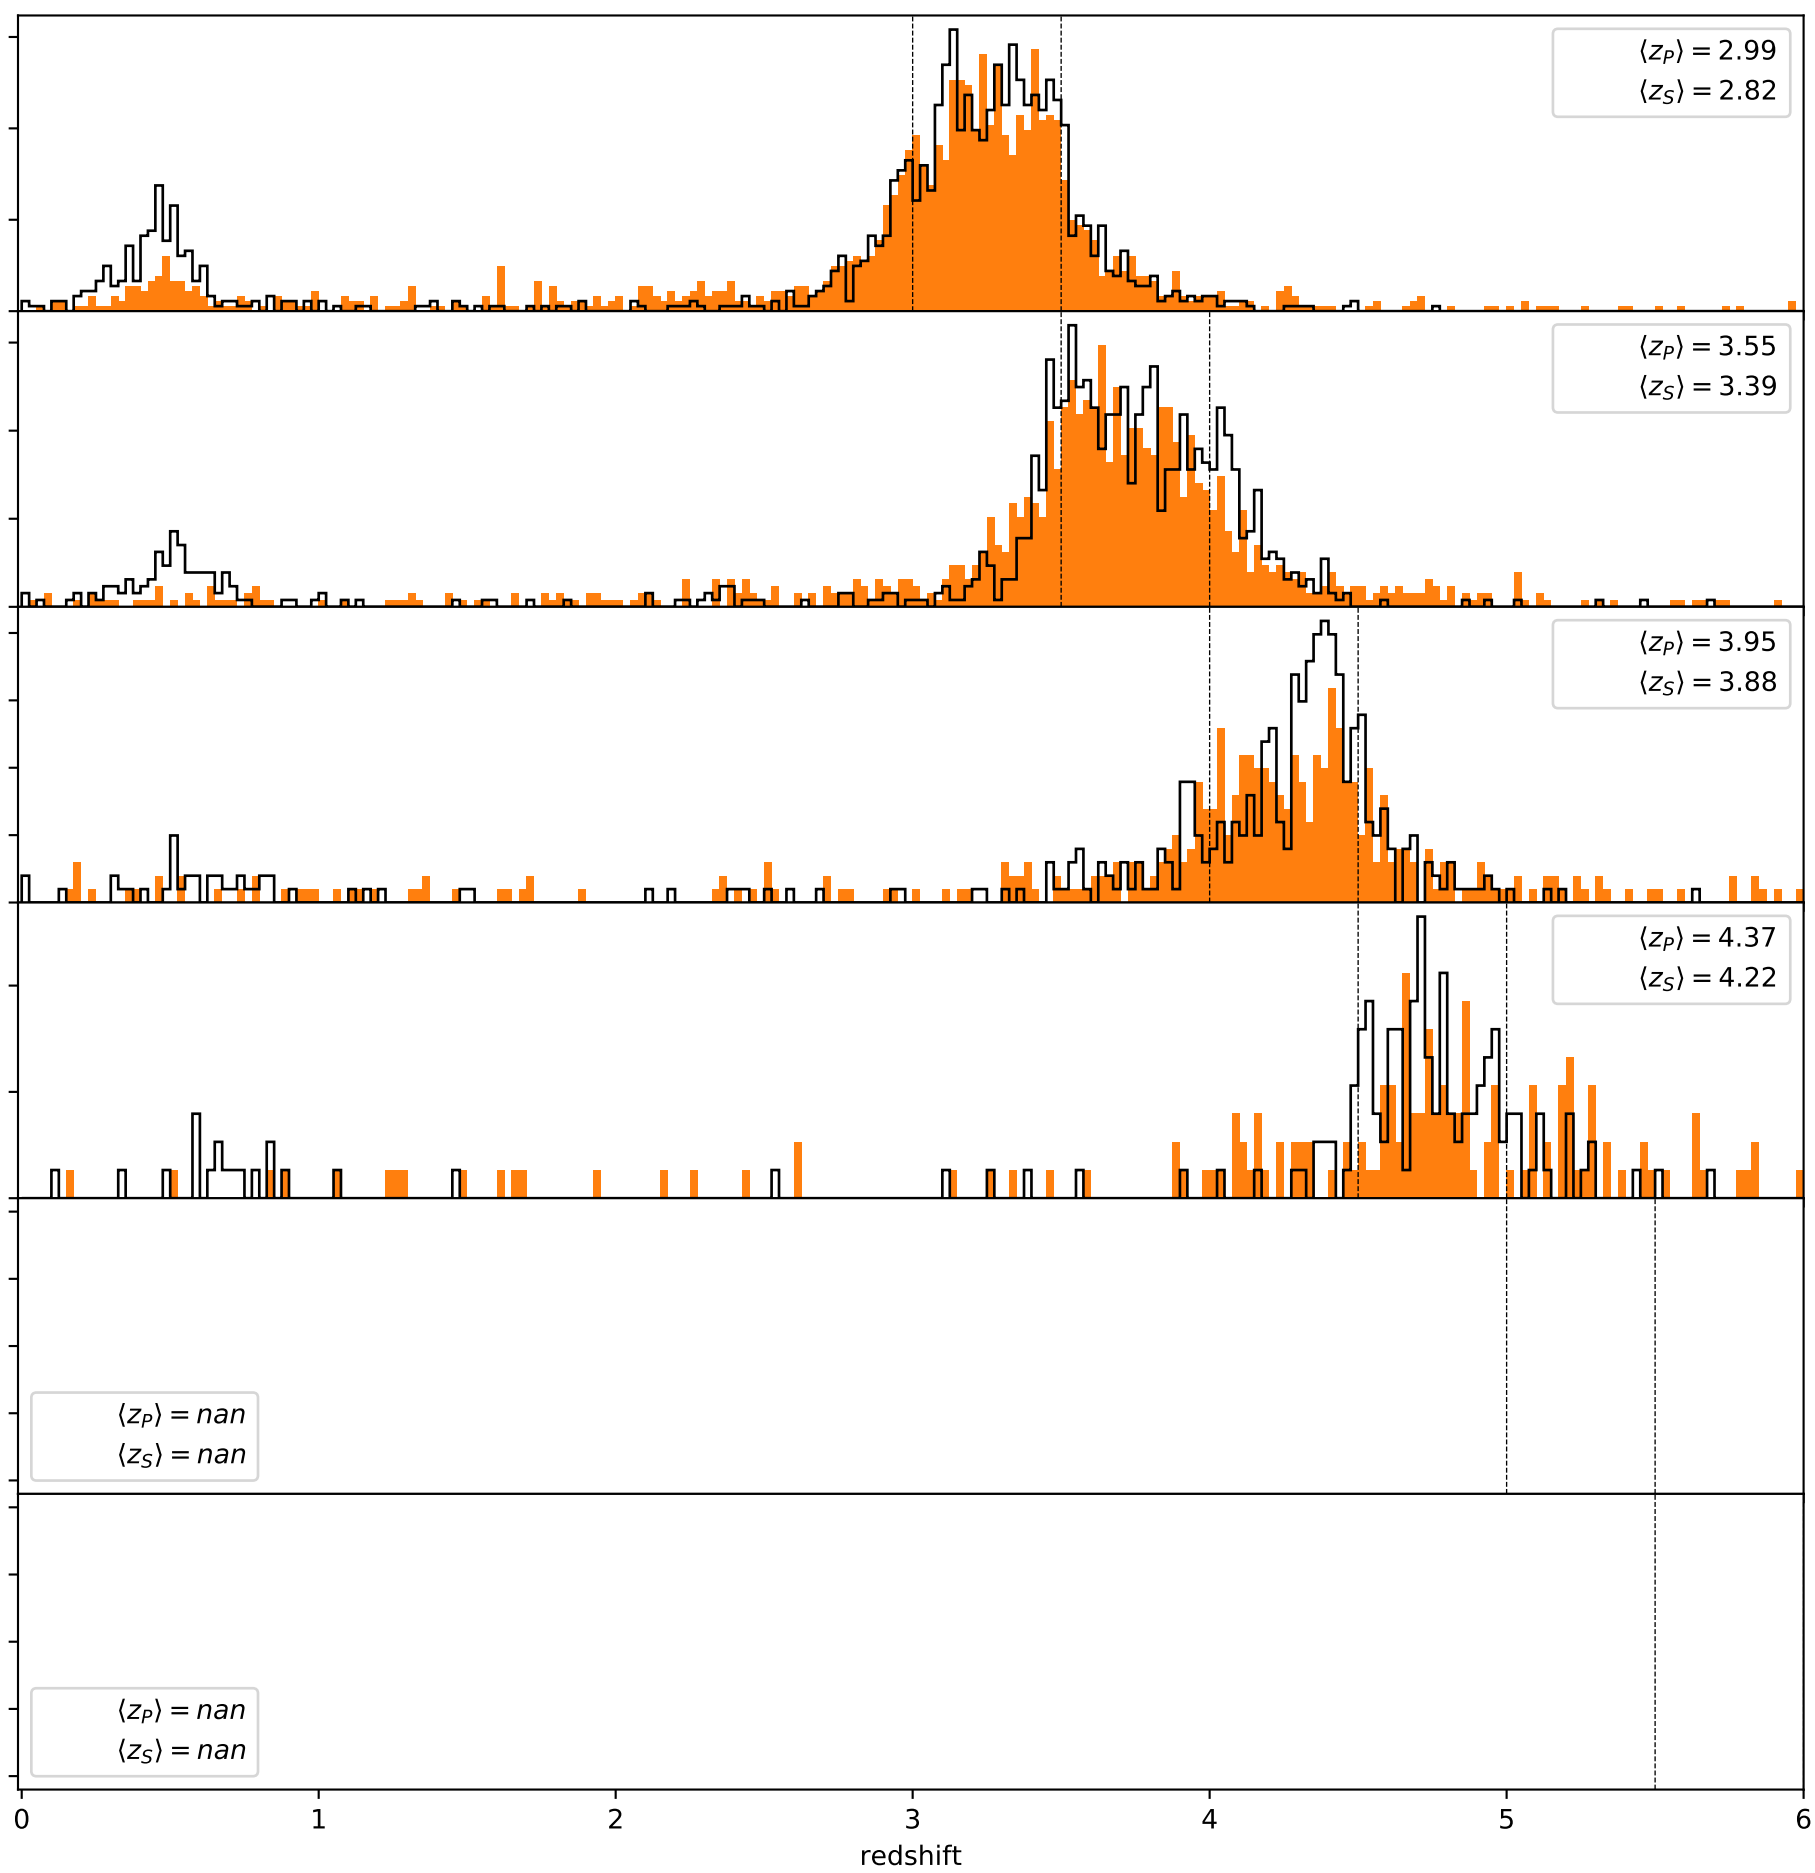 ⟨z_P⟩ = 2.99
⟨z_S⟩ = 2.82
⟨z_P⟩ = 3.55
⟨z_S⟩ = 3.39
⟨z_P⟩ = 3.95
⟨z_S⟩ = 3.88
⟨z_P⟩ = 4.37
⟨z_S⟩ = 4.22
⟨z_P⟩ = nan
⟨z_S⟩ = nan
⟨z_P⟩ = nan
⟨z_S⟩ = nan
0 1 2 3 4 5 6
redshift